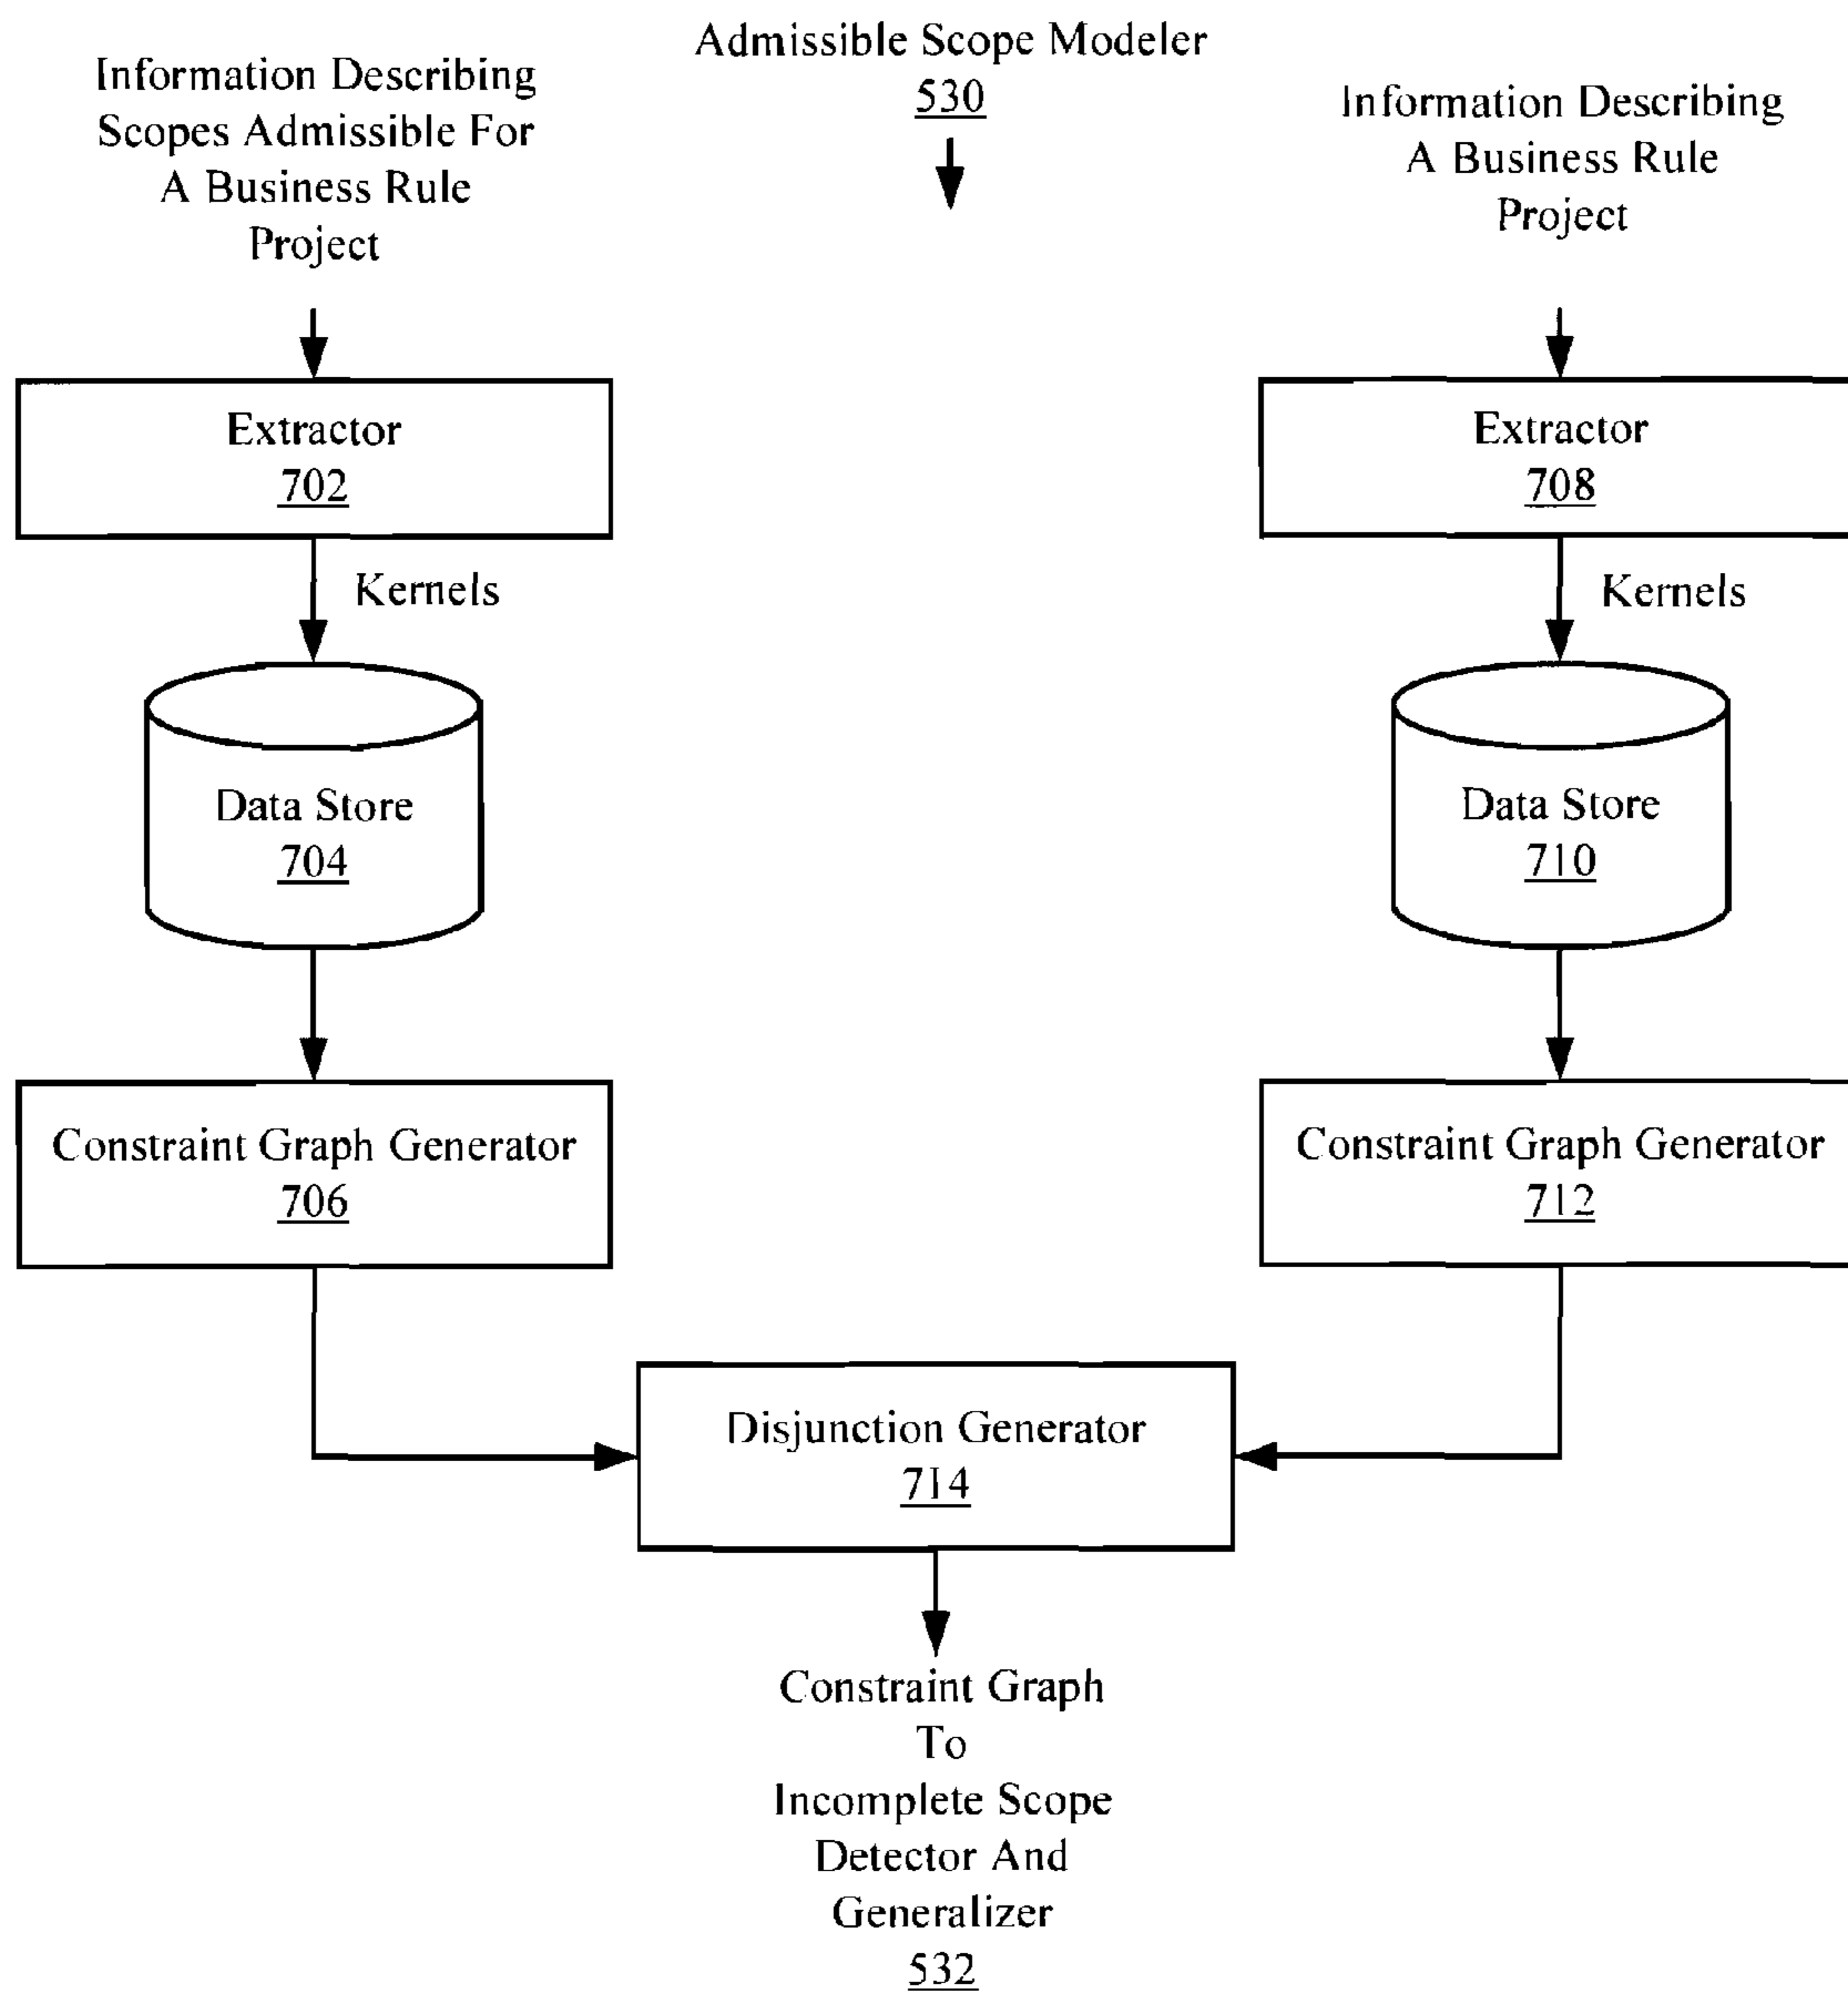 Admissible Scope Modeler
530
Information Describing
Scopes Admissible For
A Business Rule
Project
Information Describing
A Business Rule
Project
Extractor
702
Extractor
708
Kernels
Kernels
Data Store
704
Data Store
710
Constraint Graph Generator
706
Constraint Graph Generator
712
Disjunction Generator
714
Constraint Graph
To
Incomplete Scope
Detector And
Generalizer
532